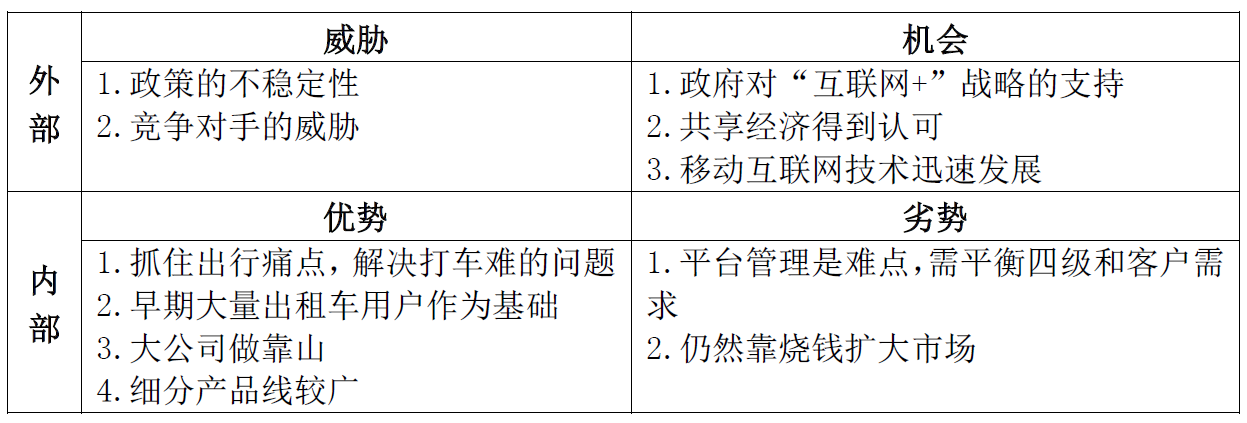 外部
威胁
1.政策的不稳定性
2.竞争对手的威胁
机会
1.政府对“互联网+”战略的支持
2.共享经济得到认可
3.移动互联网技术迅速发展
内部
优势
1.抓住出行痛点，解决打车难的问题
2.早期大量出租车用户作为基础
3.大公司做靠山
4.细分产品线较广
劣势
1.平台管理是难点，需平衡四级和客户需
求
2.仍然靠烧钱扩大市场